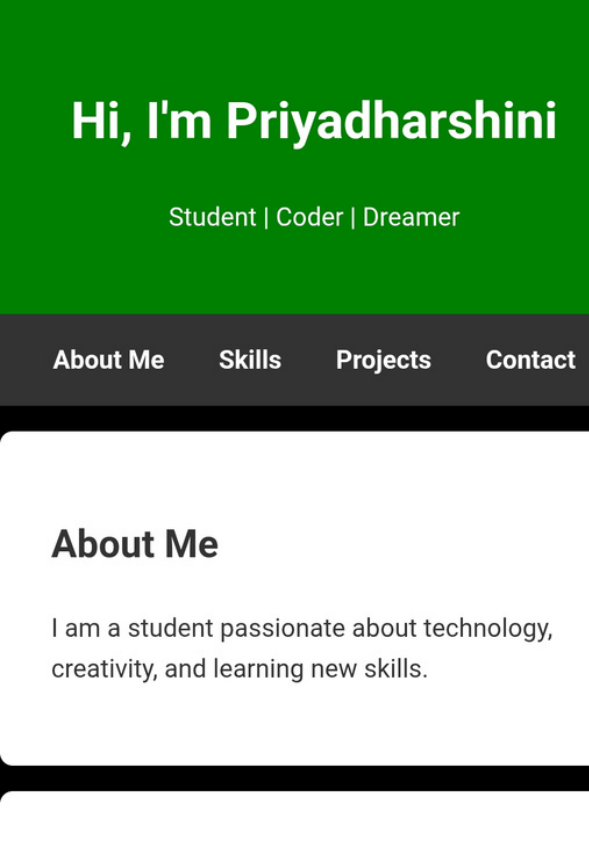 Hi, I'm Priyadharshini
Student | Coder | Dreamer
About Me Skills Projects Contact
About Me
I am a student passionate about technology,
creativity, and learning new skills.